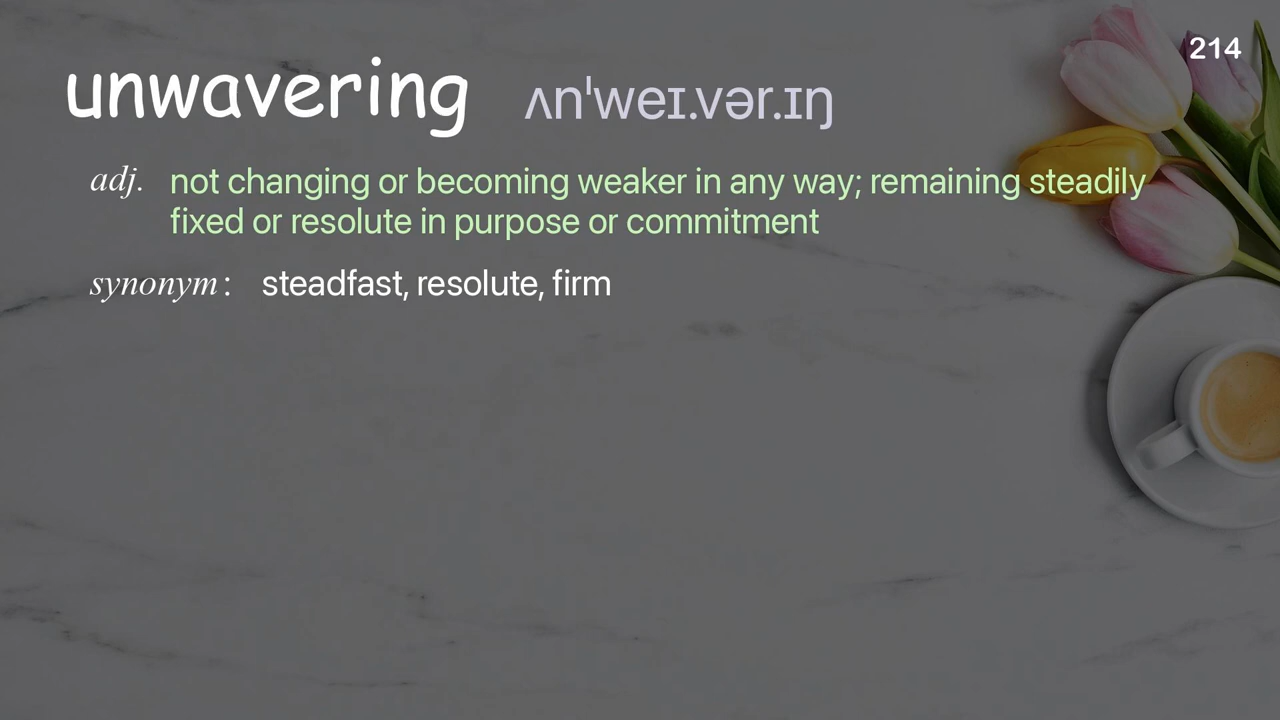 214
unwavering ʌnˈweɪ.vər.ɪŋ
adj. not changing or becoming weaker in any way; remaining steadily
fixed or resolute in purpose or commitment
synonym : steadfast, resolute, firm